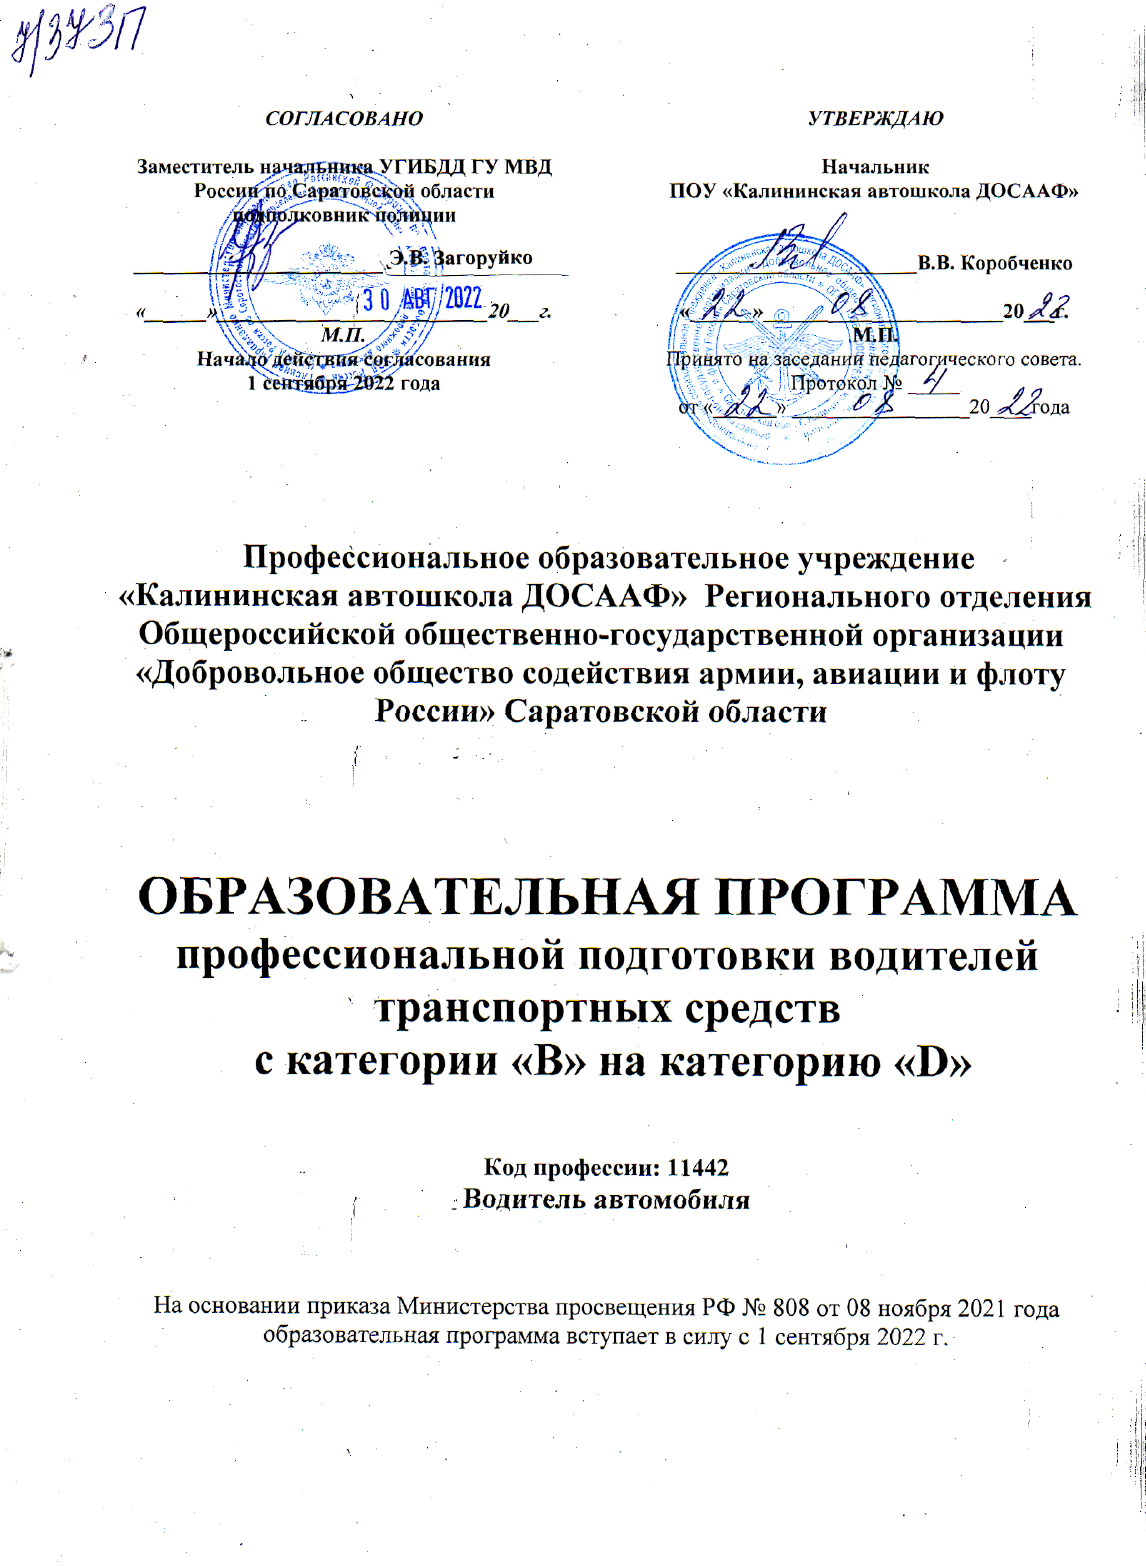 СОГЛАСОВАНО
Заместитель начальника УГИБДД ГУ МВД
России по Саратовской области
подполковник полиции
Э.В. Загоруйко
30 АВГ 2022
«______»__________________________20___г.
М.П.
Начало действия согласования
1 сентября 2022 года
УТВЕРЖДАЮ
Начальник
ПОУ «Калининская автошкола ДОСААФ»
В.В. Коробченко
«22» 08 2022г.
М.П.
Принято на заседании педагогического совета.
Протокол № 4
от «22» 08 2022года
Профессиональное образовательное учреждение
«Калининская автошкола ДОСААФ» Регионального отделения
Общероссийской общественно-государственной организации
«Добровольное общество содействия армии, авиации и флоту
России» Саратовской области
ОБРАЗОВАТЕЛЬНАЯ ПРОГРАММА
профессиональной подготовки водителей
транспортных средств
с категории «B» на категорию «D»
Код профессии: 11442
Водитель автомобиля
На основании приказа Министерства просвещения РФ № 808 от 08 ноября 2021 года
образовательная программа вступает в силу с 1 сентября 2022 г.